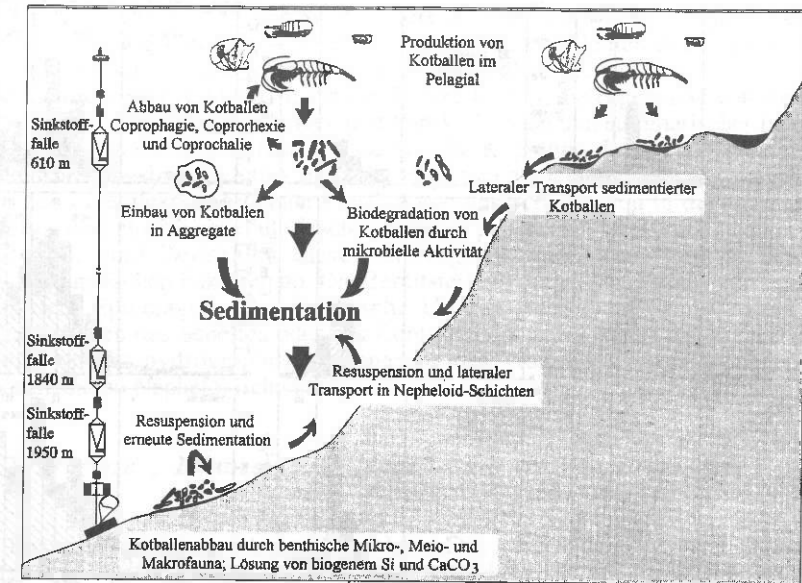 Produktion von
Kotballen im
Pelagial
Abbau von Kotballen
Coprophagie, Coprorhexie
und Coprochalie
Sinkstoff-
falle
610 m
Lateraler Transport sedimentierter
Kotballen
Einbau von Kotballen
in Aggregate
Biodegradation von
Kotballen durch
mikrobielle Aktivität
Sedimentation
Sinkstoff-
falle
1840 m
Resuspension und lateraler
Transport in Nepheloid-Schichten
Sinkstoff-
falle
1950 m
Resuspension und
erneute Sedimentation
Kotballenabbau durch benthische Mikro-, Meio- und
Makrofauna; Lösung von biogenem Si und CaCO3